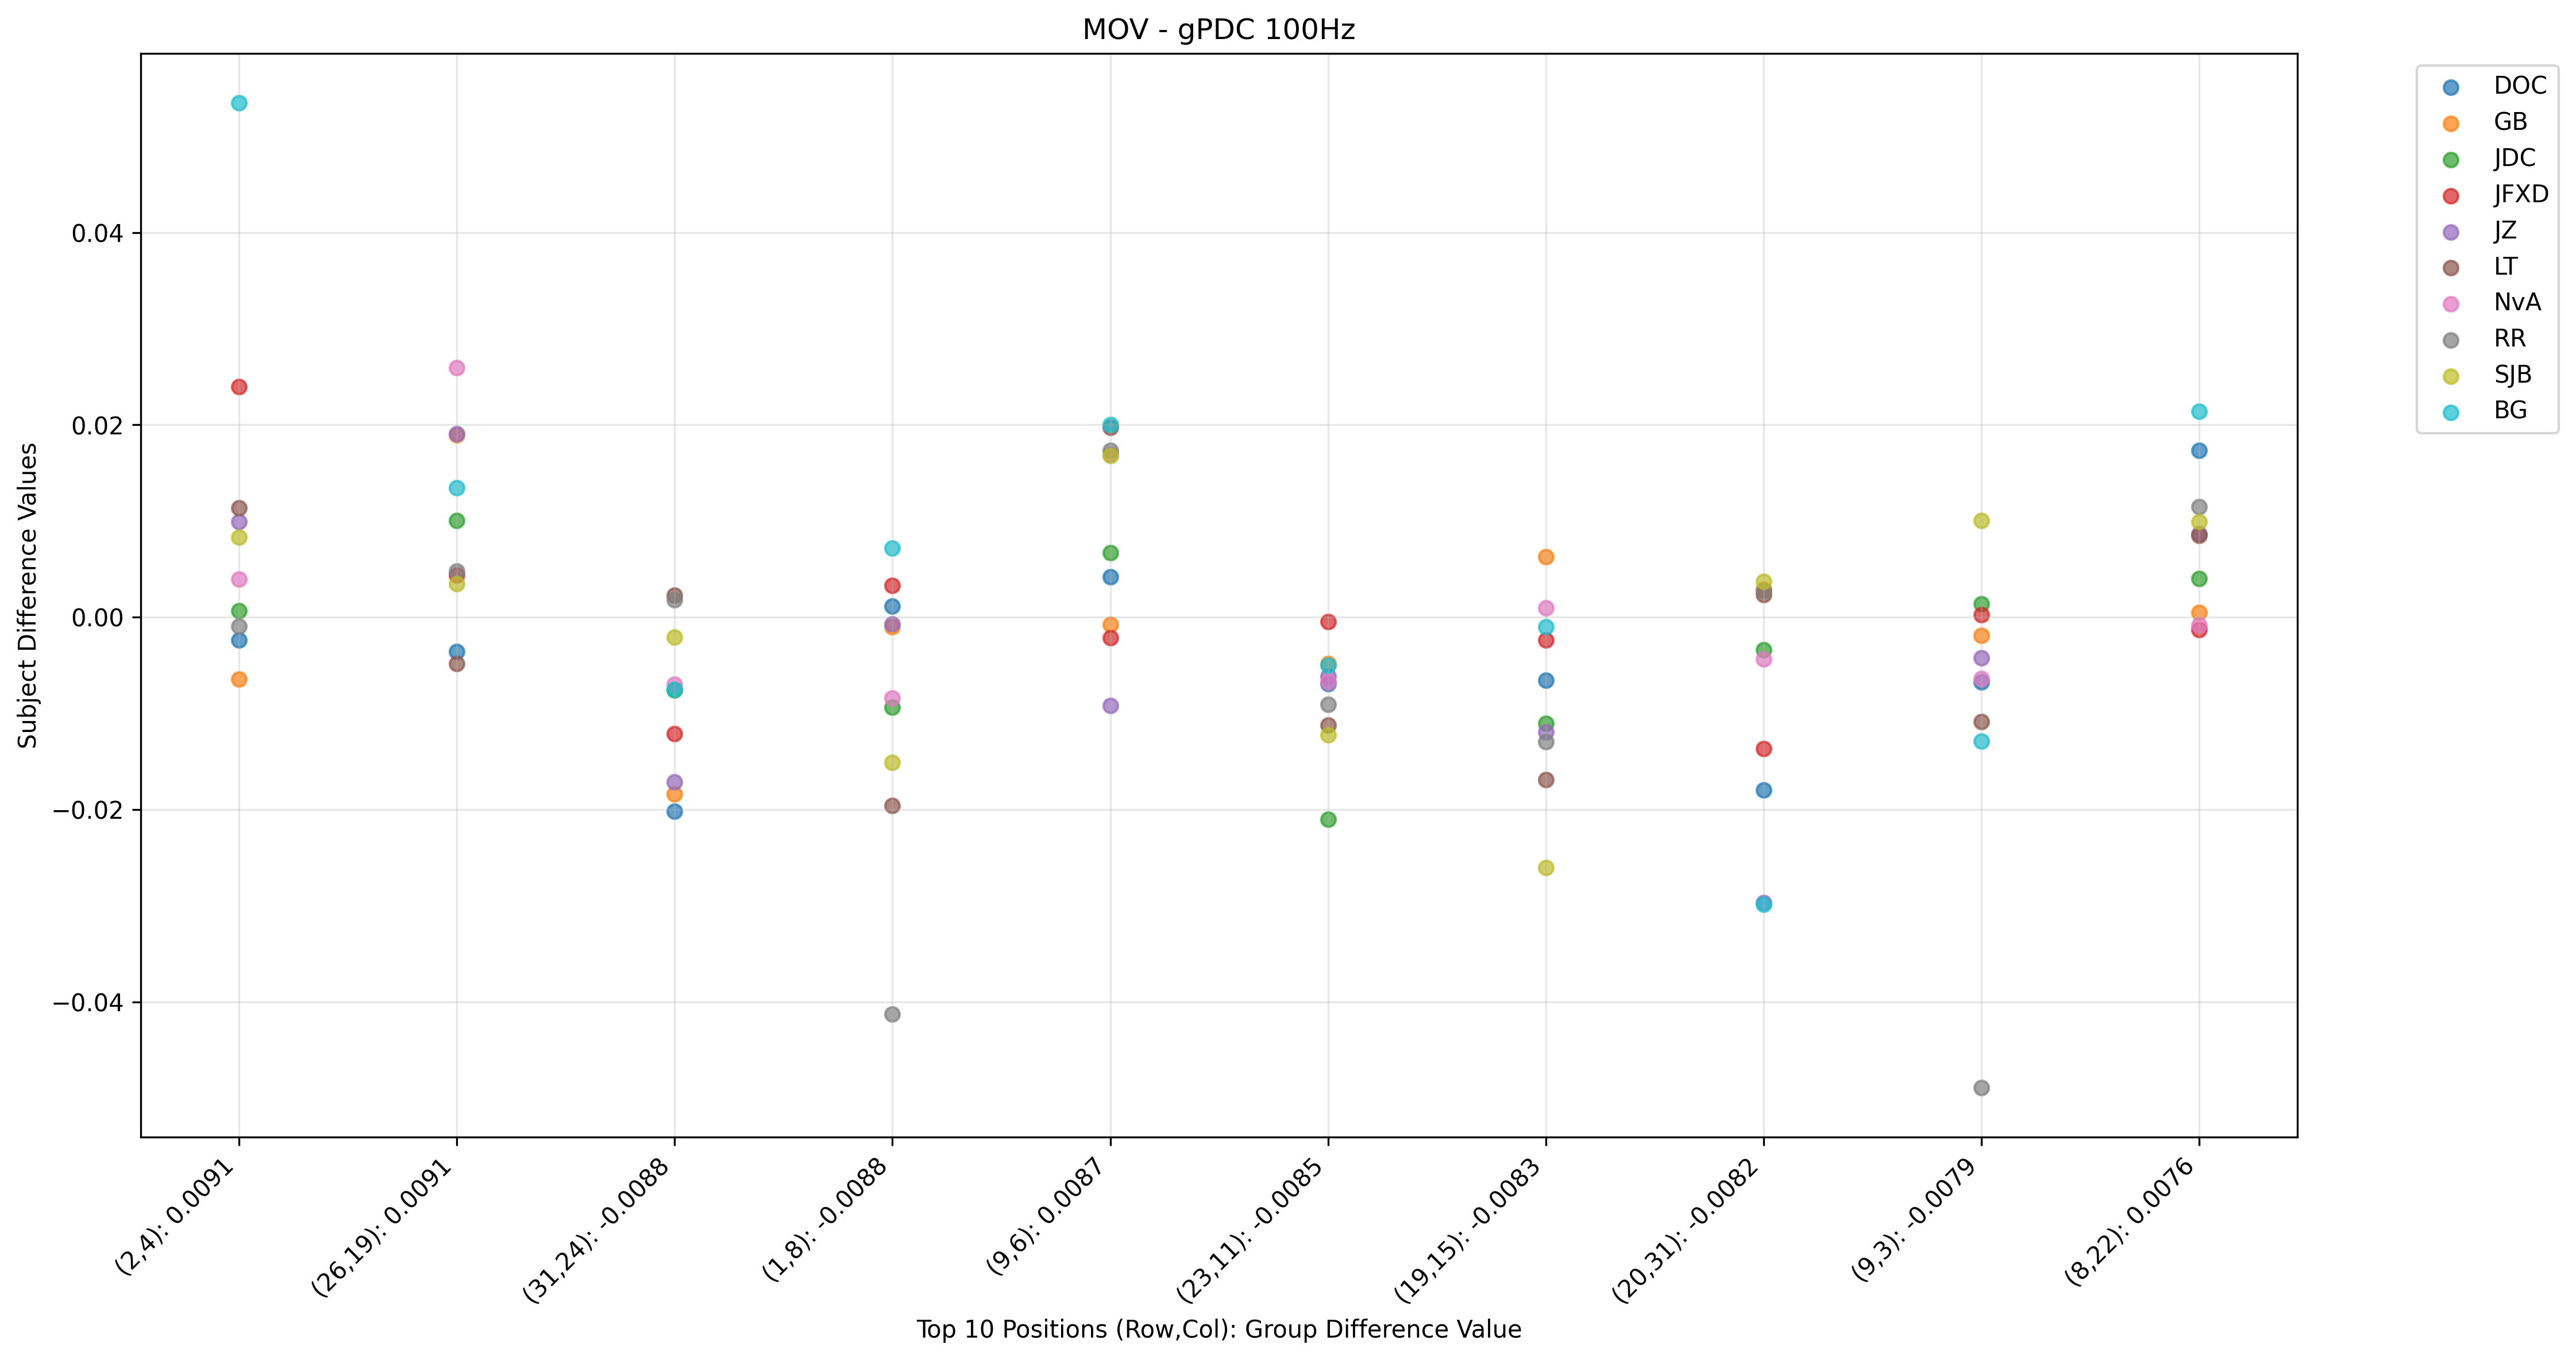 MOV - gPDC 100Hz
DOC
GB
JDC
JFXD
JZ
LT
NvA
RR
SJB
BG
Subject Difference Values
0.04
0.02
0.00
−0.02
−0.04
(2,4): 0.0091
(26,19): 0.0091
(31,24): -0.0088
(1,8): -0.0088
(9,6): 0.0087
(23,11): -0.0085
(19,15): -0.0083
(20,31): -0.0082
(9,3): -0.0079
(8,22): 0.0076
Top 10 Positions (Row,Col): Group Difference Value